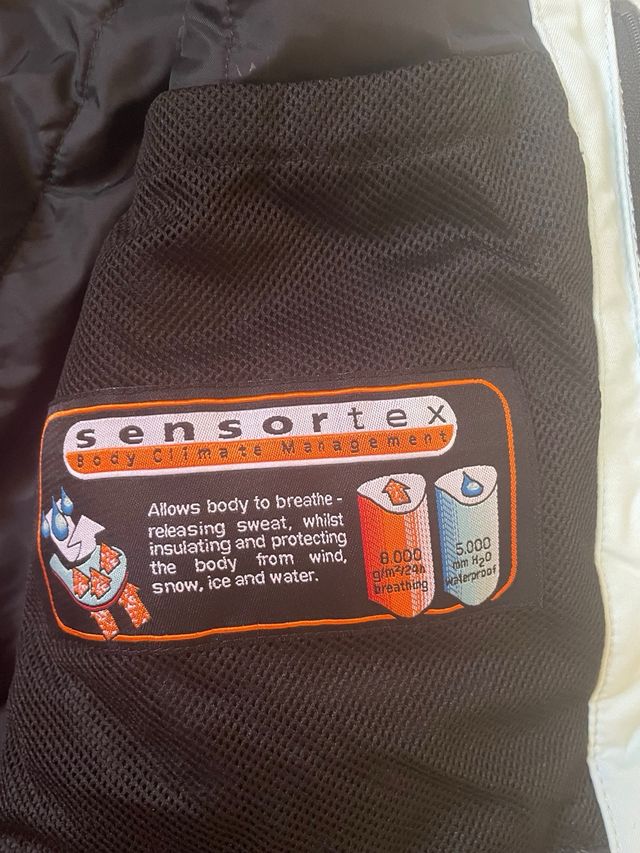 sensortex
Body Climate Management
Allows body to breathe -
releasing sweat, whilst
insulating and protecting
the body from wind,
snow, ice and water.
8.000
g/m²/24h
breathing
5.000
mm H₂O
waterproof